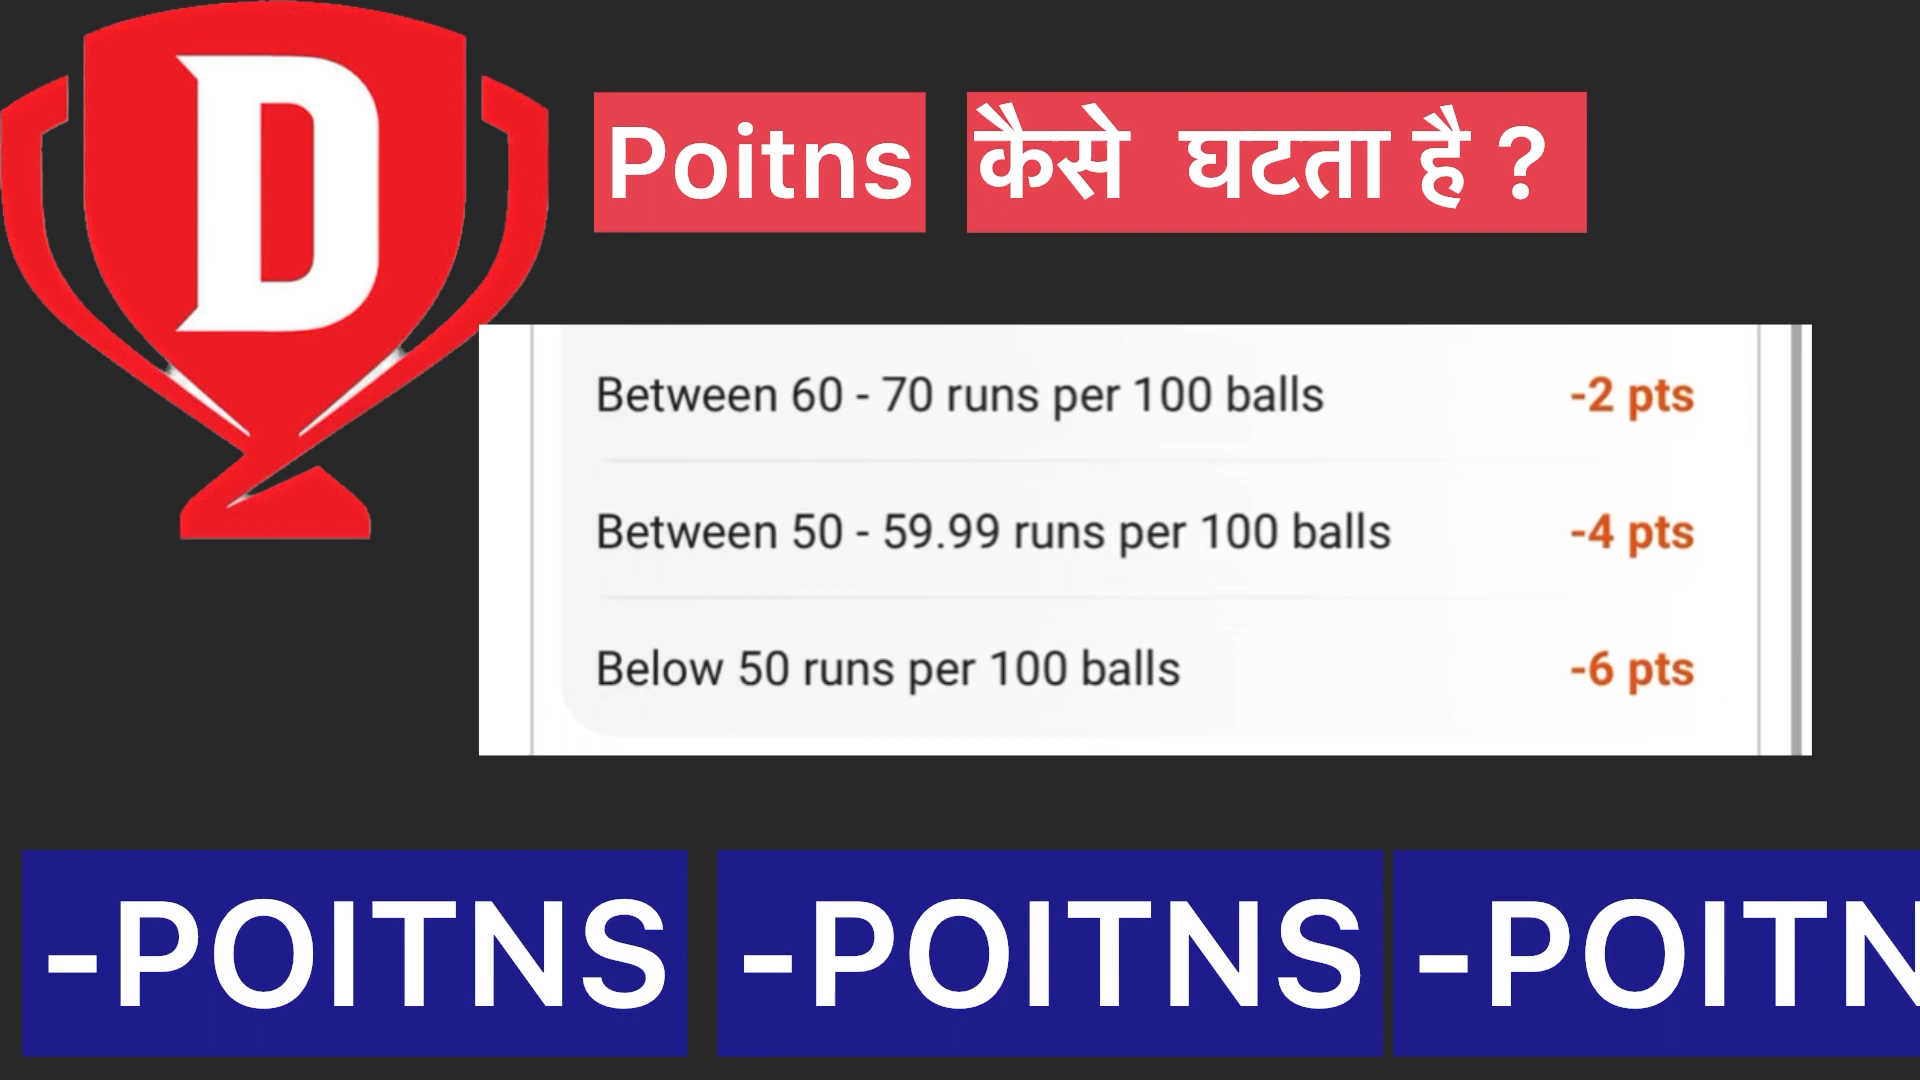 D
Poitns कैसे घटता है ?
Between 60 - 70 runs per 100 balls -2 pts
Between 50 - 59.99 runs per 100 balls -4 pts
Below 50 runs per 100 balls -6 pts
-POITNS -POITNS -POITN